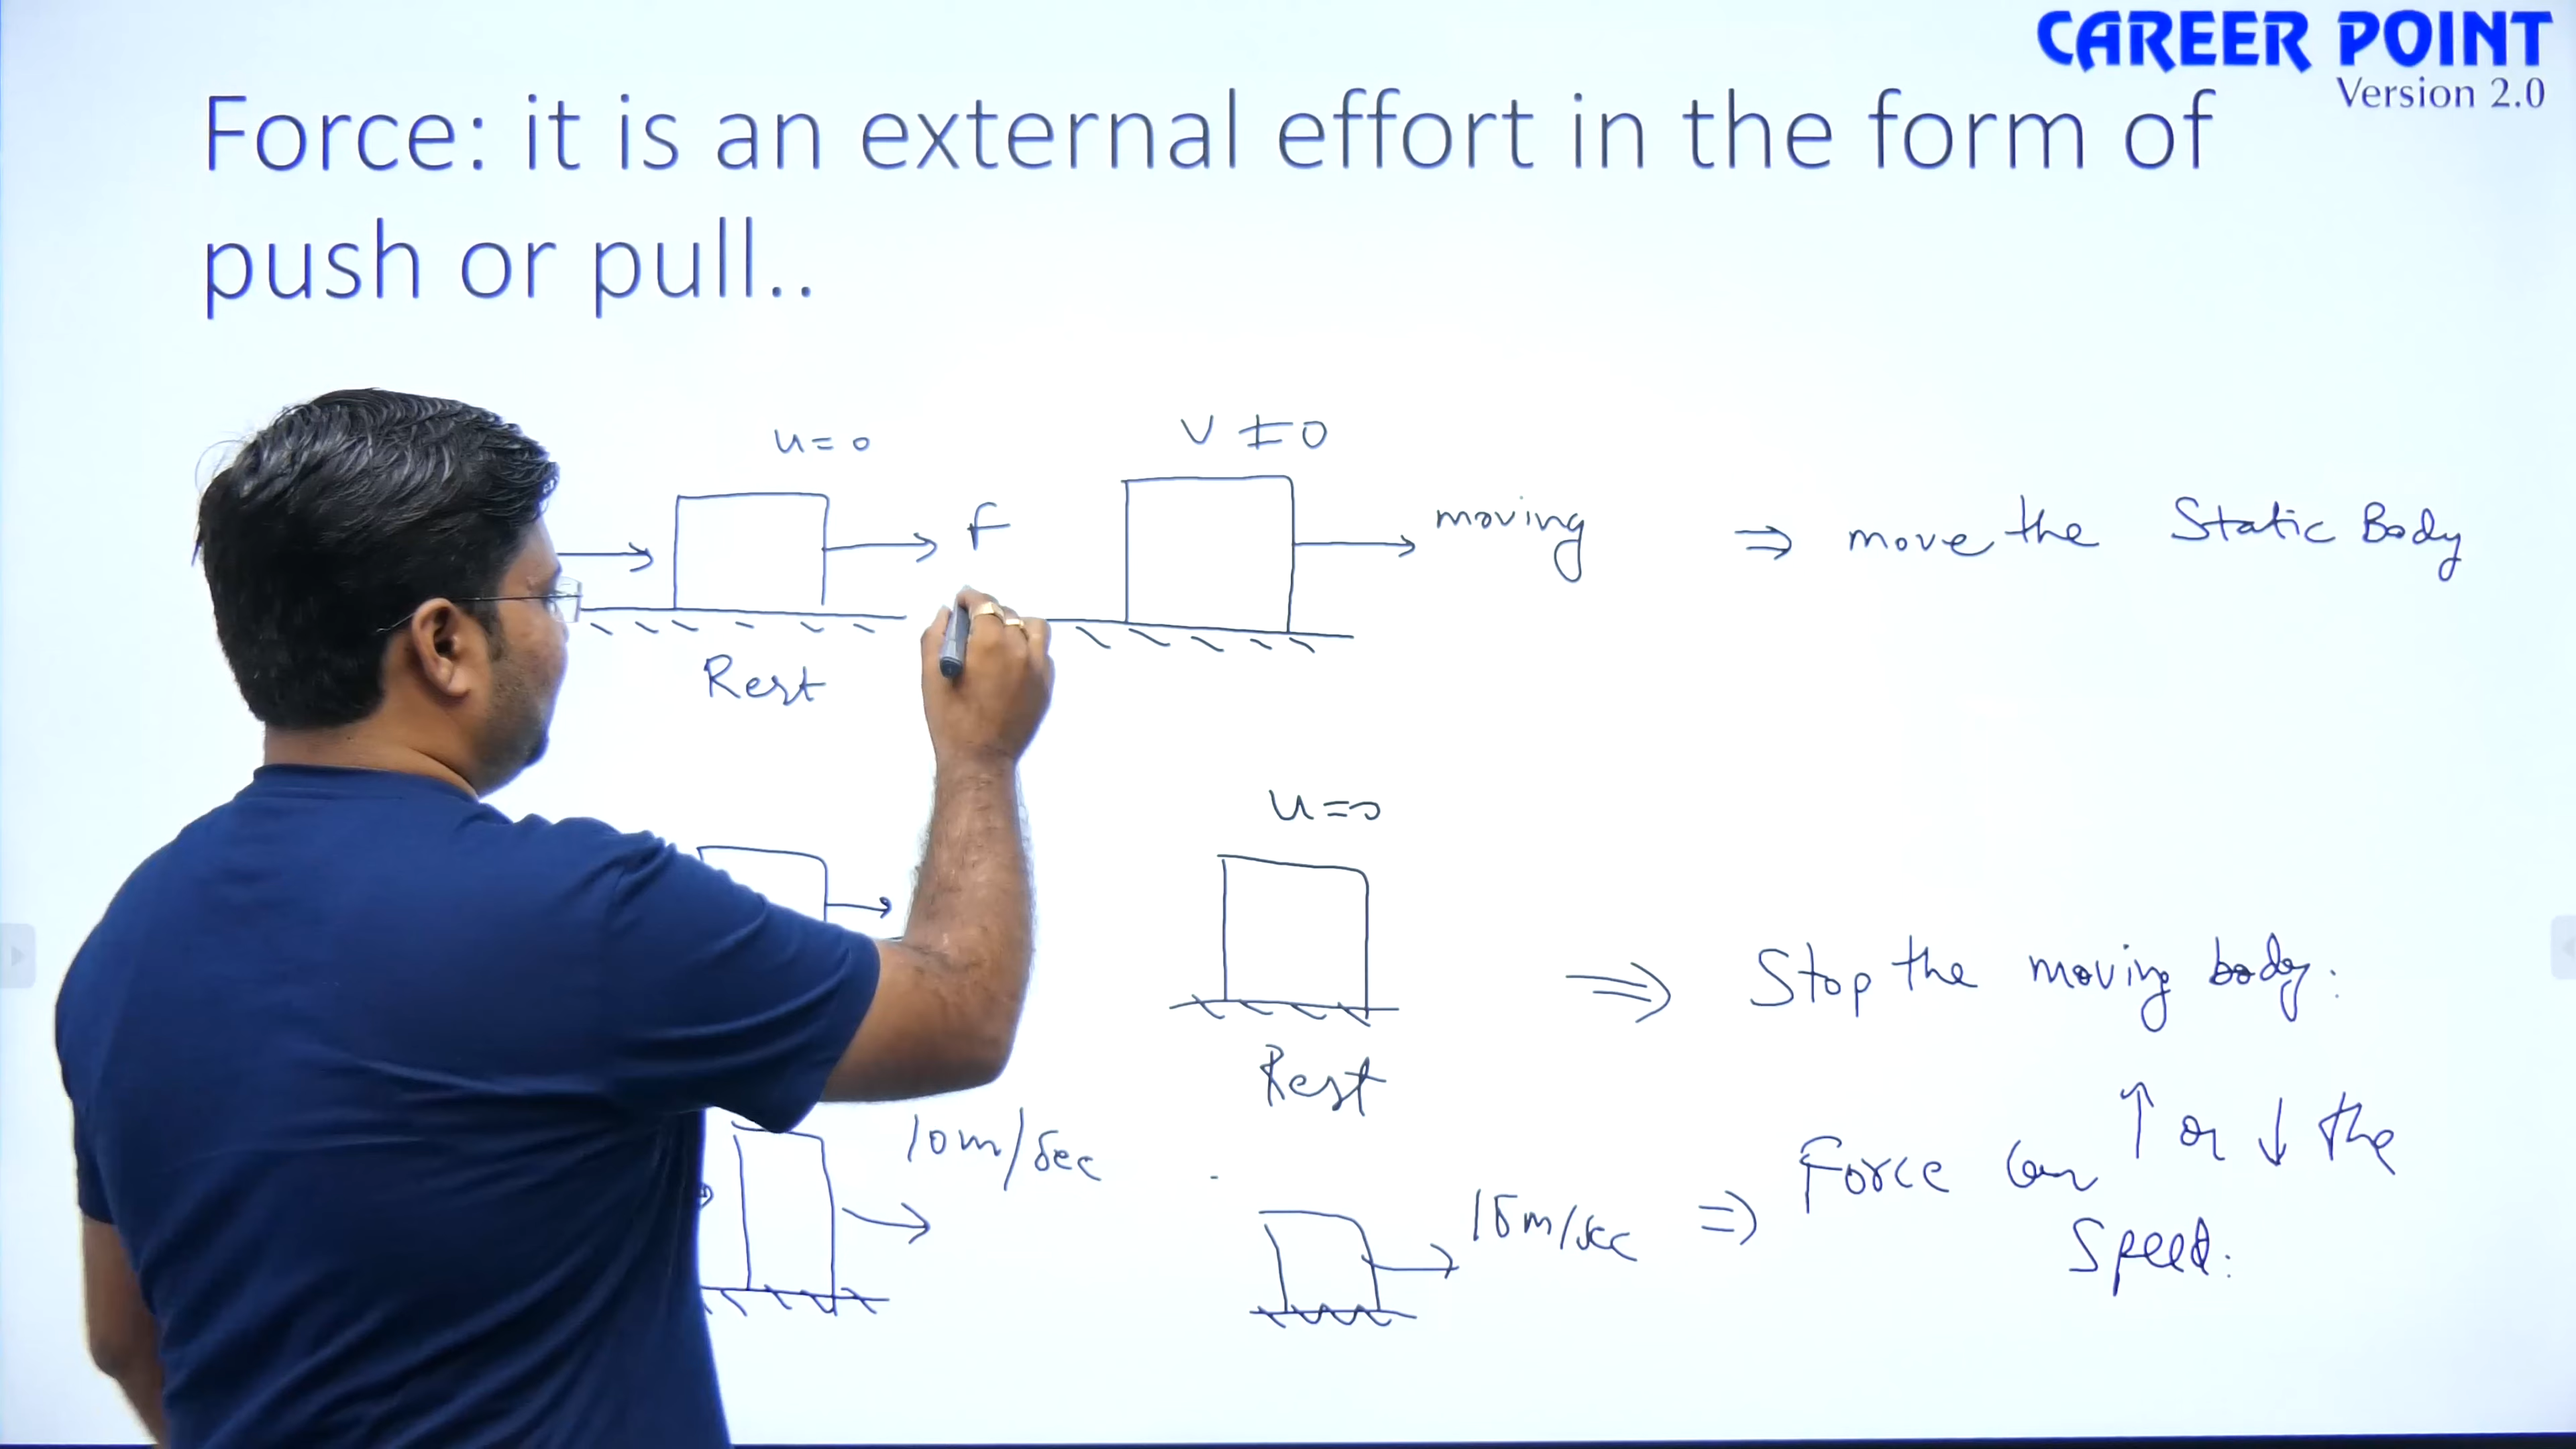 CAREER POINT
Version 2.0
Force: it is an external effort in the form of
push or pull..
u=0
V ≠ 0
F
moving
⇒ move the Static Body
Rest
u=0
⇒ Stop the moving body.
Rest
10m/sec
15m/sec
⇒ Force can ↑ or ↓ the
Speed.